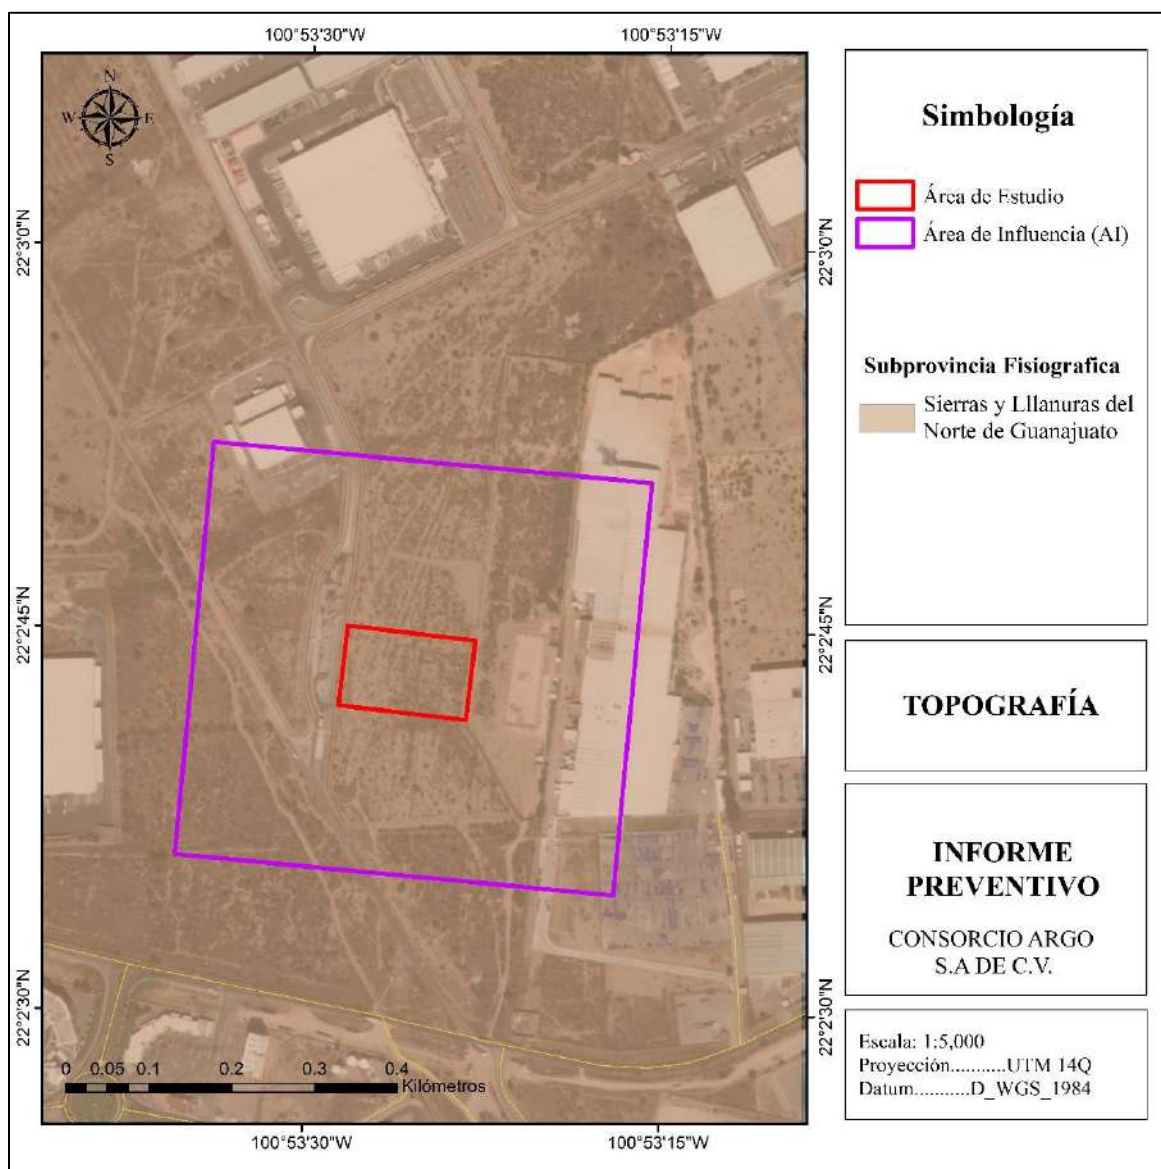 100°53'30"W 100°53'15"W
N
W E
S
22°3'0"N
22°3'0"N
22°2'45"N
22°2'45"N
22°2'30"N
22°2'30"N
0 0.05 0.1 0.2 0.3 0.4
Kilómetros
100°53'30"W 100°53'15"W
Simbología
Área de Estudio
Área de Influencia (AI)
Subprovincia Fisiografica
Sierras y Lllanuras del
Norte de Guanajuato
TOPOGRAFÍA
INFORME
PREVENTIVO
CONSORCIO ARGO
S.A DE C.V.
Escala: 1:5,000
Proyección..........UTM 14Q
Datum...........D_WGS_1984